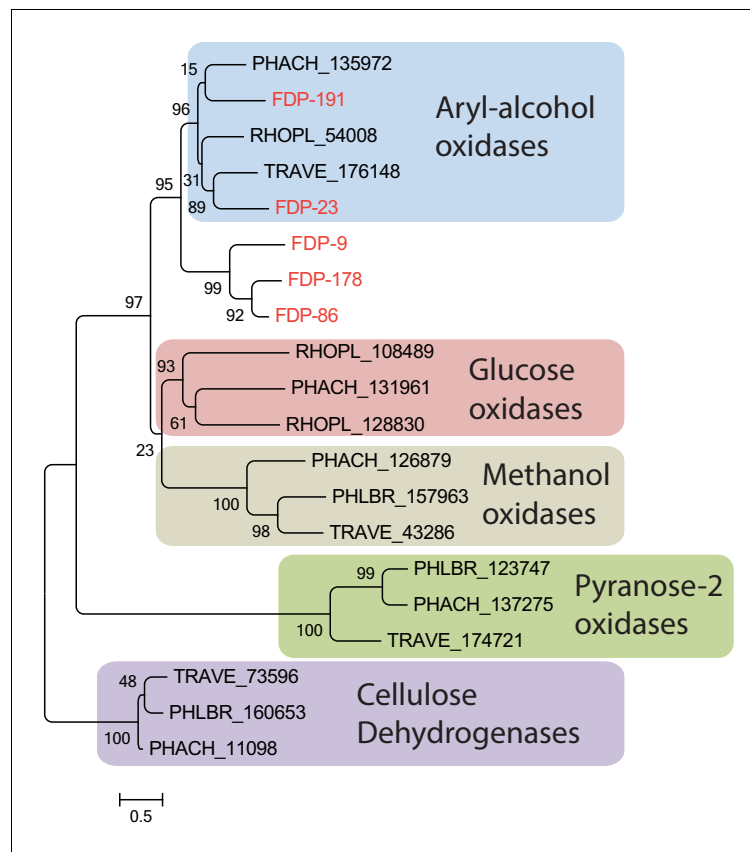 15
PHACH_135972
FDP-191
96
RHOPL_54008
TRAVE_176148
31
95
89
FDP-23
Aryl-alcohol
oxidases
FDP-9
99
FDP-178
97
92
FDP-86
93
RHOPL_108489
PHACH_131961
61
RHOPL_128830
Glucose
oxidases
23
PHACH_126879
100
PHLBR_157963
98
TRAVE_43286
Methanol
oxidases
PHLBR_123747
99
PHACH_137275
100
TRAVE_174721
Pyranose-2
oxidases
48
TRAVE_73596
PHLBR_160653
100
PHACH_11098
Cellulose
Dehydrogenases
0.5